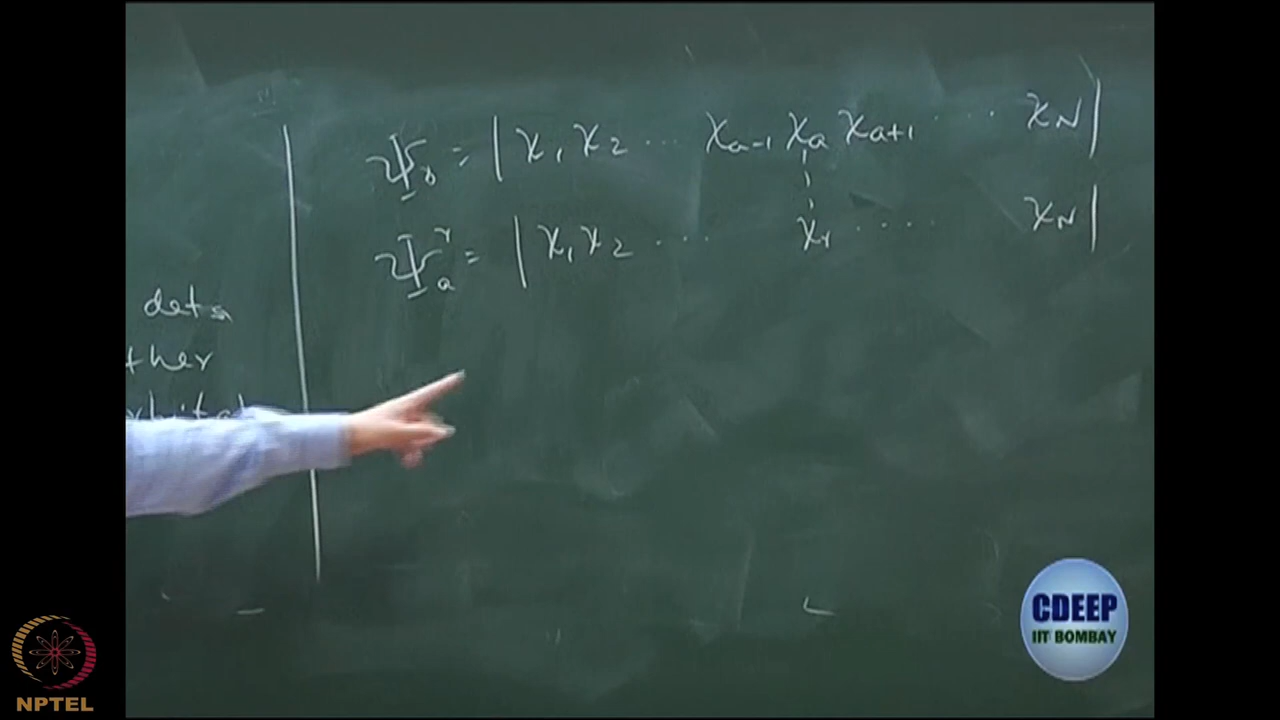 Ψ₀ = | χ₁ χ₂ ... χₐ₋₁ χₐ χₐ₊₁ ... χ_N |
Ψₐʳ = | χ₁ χ₂ ... χᵣ .... χ_N |
dets
ther
rbital
CDEEP
IIT BOMBAY
NPTEL